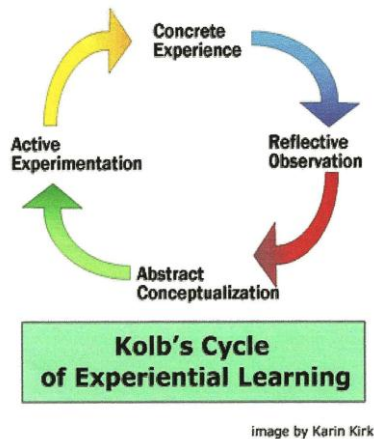 Concrete
Experience
Active
Experimentation
Reflective
Observation
Abstract
Conceptualization
Kolb's Cycle
of Experiential Learning
image by Karin Kirk